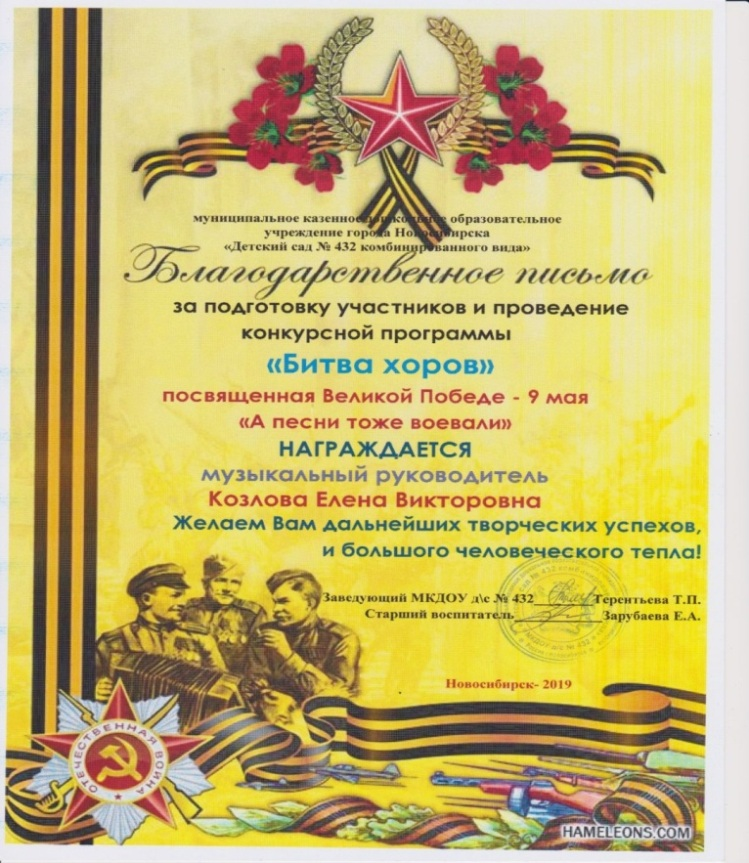 муниципальное казенное дошкольное образовательное
учреждение города Новосибирска
«Детский сад № 432 комбинированного вида»
Благодарственное письмо
за подготовку участников и проведение
конкурсной программы
«Битва хоров»
посвященная Великой Победе - 9 мая
«А песни тоже воевали»
НАГРАЖДАЕТСЯ
музыкальный руководитель
Козлова Елена Викторовна
Желаем Вам дальнейших творческих успехов,
и большого человеческого тепла!
Заведующий МКДОУ д\с № 432 Терентьева Т.П.
Старший воспитатель Зарубаева Е.А.
Новосибирск- 2019
ОТЕЧЕСТВЕННАЯ ВОЙНА
HAMELEONS.COM